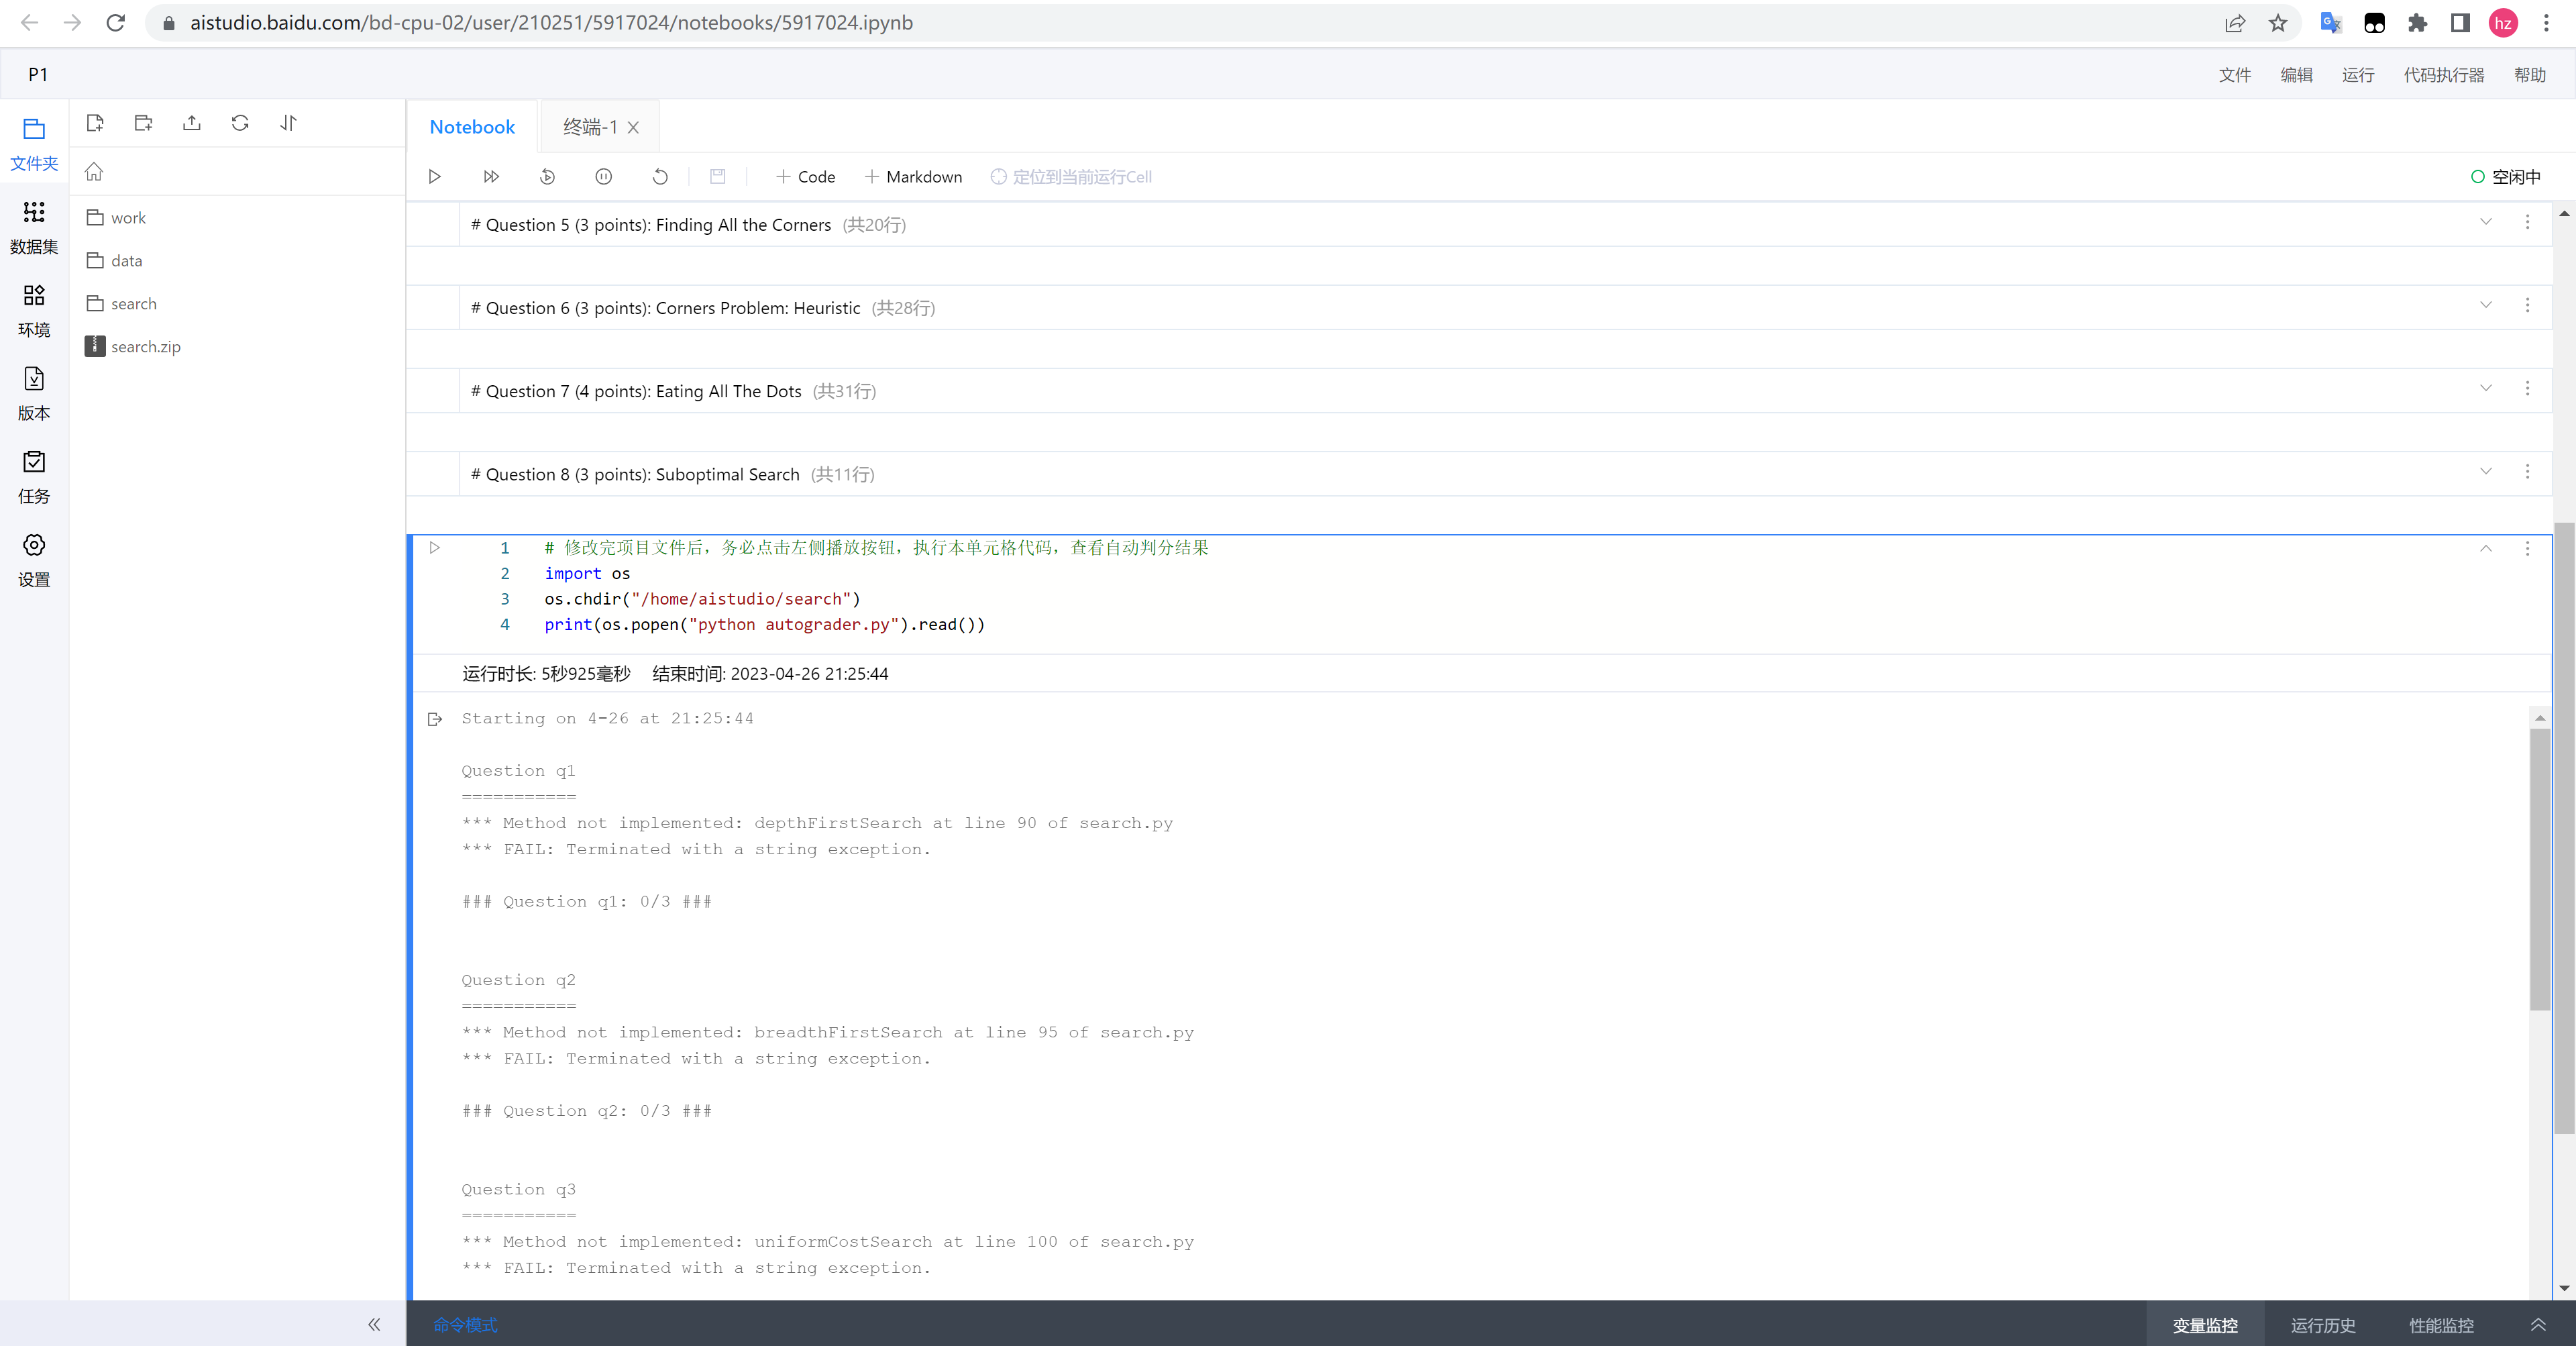 aistudio.baidu.com/bd-cpu-02/user/210251/5917024/notebooks/5917024.ipynb
hz
P1
文件 编辑 运行 代码执行器 帮助
文件夹
数据集
环境
版本
任务
设置
work
data
search
search.zip
Notebook 终端-1
Code Markdown 定位到当前运行Cell 空闲中
# Question 5 (3 points): Finding All the Corners (共20行)
# Question 6 (3 points): Corners Problem: Heuristic (共28行)
# Question 7 (4 points): Eating All The Dots (共31行)
# Question 8 (3 points): Suboptimal Search (共11行)
1 # 修改完项目文件后，务必点击左侧播放按钮，执行本单元格代码，查看自动判分结果
2 import os
3 os.chdir("/home/aistudio/search")
4 print(os.popen("python autograder.py").read())
运行时长: 5秒925毫秒 结束时间: 2023-04-26 21:25:44
Starting on 4-26 at 21:25:44
Question q1
===========
*** Method not implemented: depthFirstSearch at line 90 of search.py
*** FAIL: Terminated with a string exception.
### Question q1: 0/3 ###
Question q2
===========
*** Method not implemented: breadthFirstSearch at line 95 of search.py
*** FAIL: Terminated with a string exception.
### Question q2: 0/3 ###
Question q3
===========
*** Method not implemented: uniformCostSearch at line 100 of search.py
*** FAIL: Terminated with a string exception.
命令模式 变量监控 运行历史 性能监控